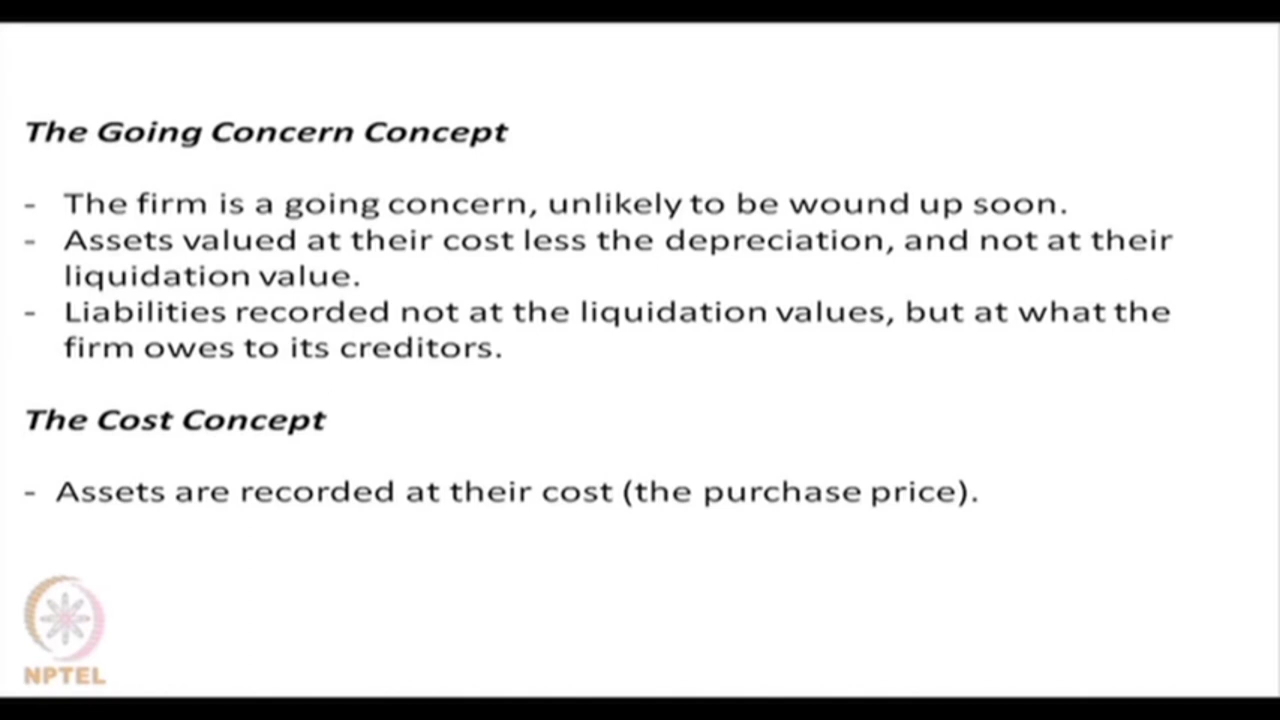 The Going Concern Concept
- The firm is a going concern, unlikely to be wound up soon.
- Assets valued at their cost less the depreciation, and not at their
liquidation value.
- Liabilities recorded not at the liquidation values, but at what the
firm owes to its creditors.
The Cost Concept
- Assets are recorded at their cost (the purchase price).
NPTEL